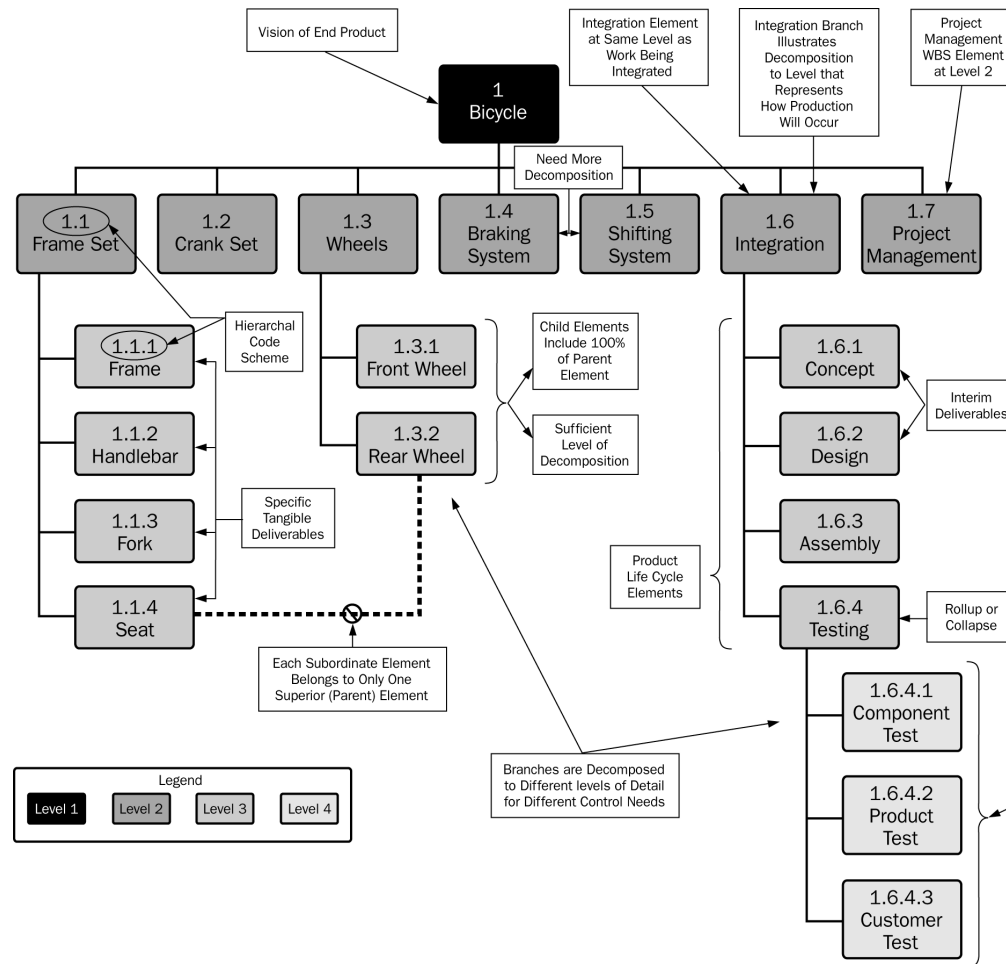 Vision of End Product
Integration Element
at Same Level as
Work Being
Integrated
Integration Branch
Illustrates
Decomposition
to Level that
Represents
How Production
Will Occur
Project
Management
WBS Element
at Level 2
1
Bicycle
Need More
Decomposition
1.1
Frame Set
1.2
Crank Set
1.3
Wheels
1.4
Braking
System
1.5
Shifting
System
1.6
Integration
1.7
Project
Management
Hierarchal
Code
Scheme
1.1.1
Frame
1.1.2
Handlebar
1.1.3
Fork
1.1.4
Seat
Specific
Tangible
Deliverables
1.3.1
Front Wheel
1.3.2
Rear Wheel
Child Elements
Include 100%
of Parent
Element
Sufficient
Level of
Decomposition
Each Subordinate Element
Belongs to Only One
Superior (Parent) Element
1.6.1
Concept
1.6.2
Design
1.6.3
Assembly
1.6.4
Testing
Interim
Deliverables
Product
Life Cycle
Elements
Rollup or
Collapse
1.6.4.1
Component
Test
1.6.4.2
Product
Test
1.6.4.3
Customer
Test
Branches are Decomposed
to Different levels of Detail
for Different Control Needs
Legend
Level 1
Level 2
Level 3
Level 4